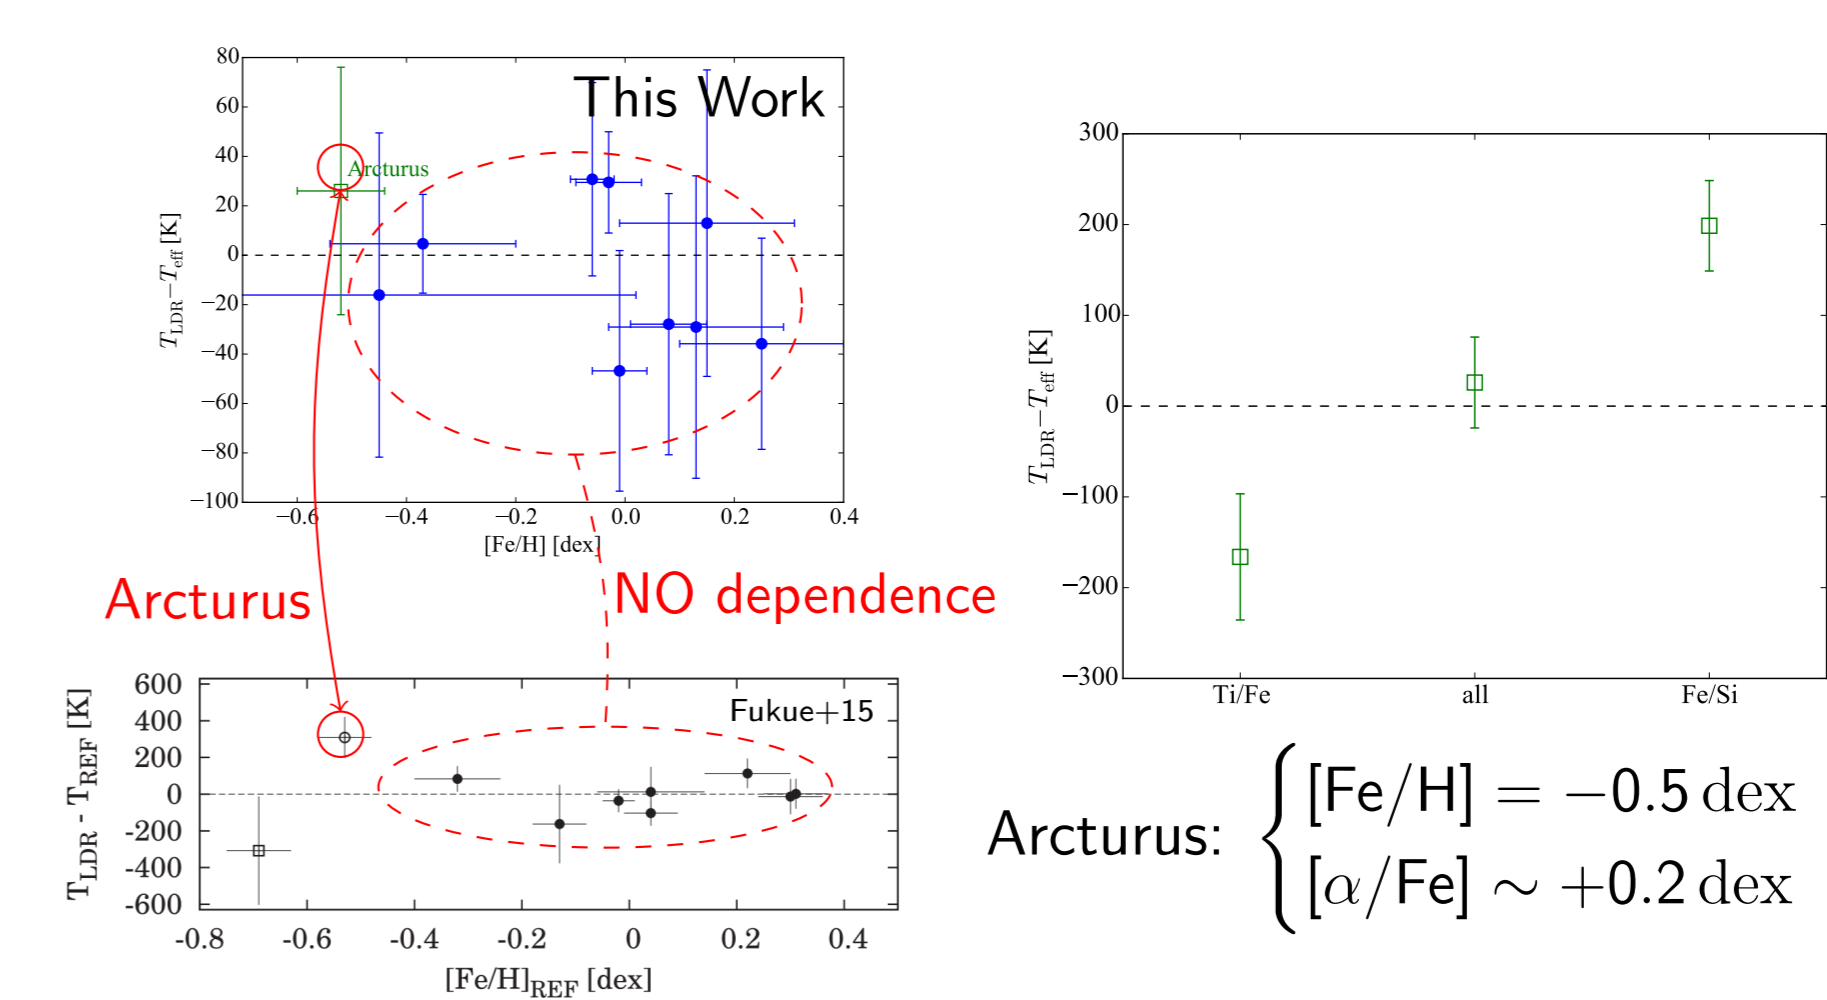 This Work
80
60
40
20
0
−20
−40
−60
−80
−100
T_LDR−T_eff [K]
Arcturus
−0.6 −0.4 −0.2 0.0 0.2 0.4
[Fe/H] [dex]
Arcturus
NO dependence
600
400
200
0
-200
-400
-600
T_LDR - T_REF [K]
Fukue+15
-0.8 -0.6 -0.4 -0.2 0 0.2 0.4
[Fe/H]_REF [dex]
300
200
100
0
−100
−200
−300
T_LDR−T_eff [K]
Ti/Fe all Fe/Si
Arcturus:
[Fe/H] = −0.5 dex
[α/Fe] ∼ +0.2 dex